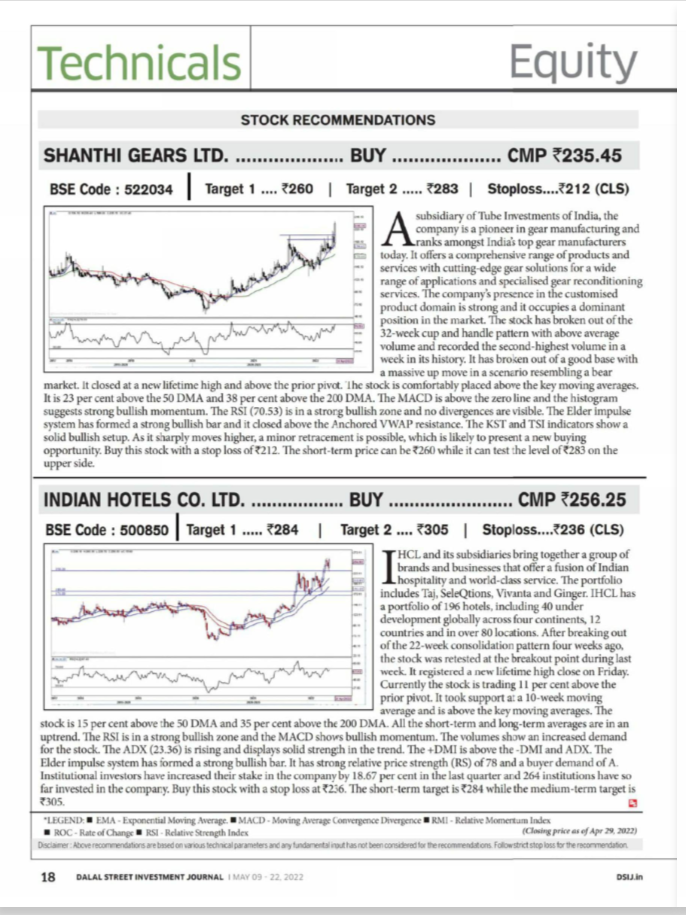 Technicals
Equity
STOCK RECOMMENDATIONS
SHANTHI GEARS LTD. .................... BUY .................... CMP ₹235.45
BSE Code : 522034 | Target 1 .... ₹260 | Target 2 ..... ₹283 | Stoploss....₹212 (CLS)
A subsidiary of Tube Investments of India, the
company is a pioneer in gear manufacturing and
ranks amongst India's top gear manufacturers
today. It offers a comprehensive range of products and
services with cutting-edge gear solutions for a wide
range of applications and specialised gear reconditioning
services. The company's presence in the customised
product domain is strong and it occupies a dominant
position in the market. The stock has broken out of the
32-week cup and handle pattern with above average
volume and recorded the second-highest volume in a
week in its history. It has broken out of a good base with
a massive up move in a scenario resembling a bear
market. It closed at a new lifetime high and above the prior pivot. The stock is comfortably placed above the key moving averages.
It is 23 per cent above the 50 DMA and 38 per cent above the 200 DMA. The MACD is above the zero line and the histogram
suggests strong bullish momentum. The RSI (70.53) is in a strong bullish zone and no divergences are visible. The Elder impulse
system has formed a strong bullish bar and it closed above the Anchored VWAP resistance. The KST and TSI indicators show a
solid bullish setup. As it sharply moves higher, a minor retracement is possible, which is likely to present a new buying
opportunity. Buy this stock with a stop loss of ₹212. The short-term price can be ₹260 while it can test the level of ₹283 on the
upper side.
INDIAN HOTELS CO. LTD. ................... BUY ....................... CMP ₹256.25
BSE Code : 500850 | Target 1 ..... ₹284 | Target 2 .... ₹305 | Stoploss....₹236 (CLS)
IHCL and its subsidiaries bring together a group of
brands and businesses that offer a fusion of Indian
hospitality and world-class service. The portfolio
includes Taj, SeleQtions, Vivanta and Ginger. IHCL has
a portfolio of 196 hotels, including 40 under
development globally across four continents, 12
countries and in over 80 locations. After breaking out
of the 22-week consolidation pattern four weeks ago,
the stock was retested at the breakout point during last
week. It registered a new lifetime high close on Friday.
Currently the stock is trading 11 per cent above the
prior pivot. It took support at a 10-week moving
average and is above the key moving averages. The
stock is 15 per cent above the 50 DMA and 35 per cent above the 200 DMA. All the short-term and long-term averages are in an
uptrend. The RSI is in a strong bullish zone and the MACD shows bullish momentum. The volumes show an increased demand
for the stock. The ADX (23.36) is rising and displays solid strength in the trend. The +DMI is above the -DMI and ADX. The
Elder impulse system has formed a strong bullish bar. It has strong relative price strength (RS) of 78 and a buyer demand of A.
Institutional investors have increased their stake in the company by 18.67 per cent in the last quarter and 264 institutions have so
far invested in the company. Buy this stock with a stop loss at ₹236. The short-term target is ₹284 while the medium-term target is
₹305.
*LEGEND: ■ EMA - Exponential Moving Average. ■ MACD - Moving Average Convergence Divergence ■ RMI - Relative Momentum Index
■ ROC - Rate of Change ■ RSI - Relative Strength Index
(Closing price as of Apr 29, 2022)
Disclaimer : Above recommendations are based on various technical parameters and any fundamental input has not been considered for the recommendations. Follow strict stop loss for the recommendation.
18 DALAL STREET INVESTMENT JOURNAL | MAY 09 - 22, 2022
DSIJ.in